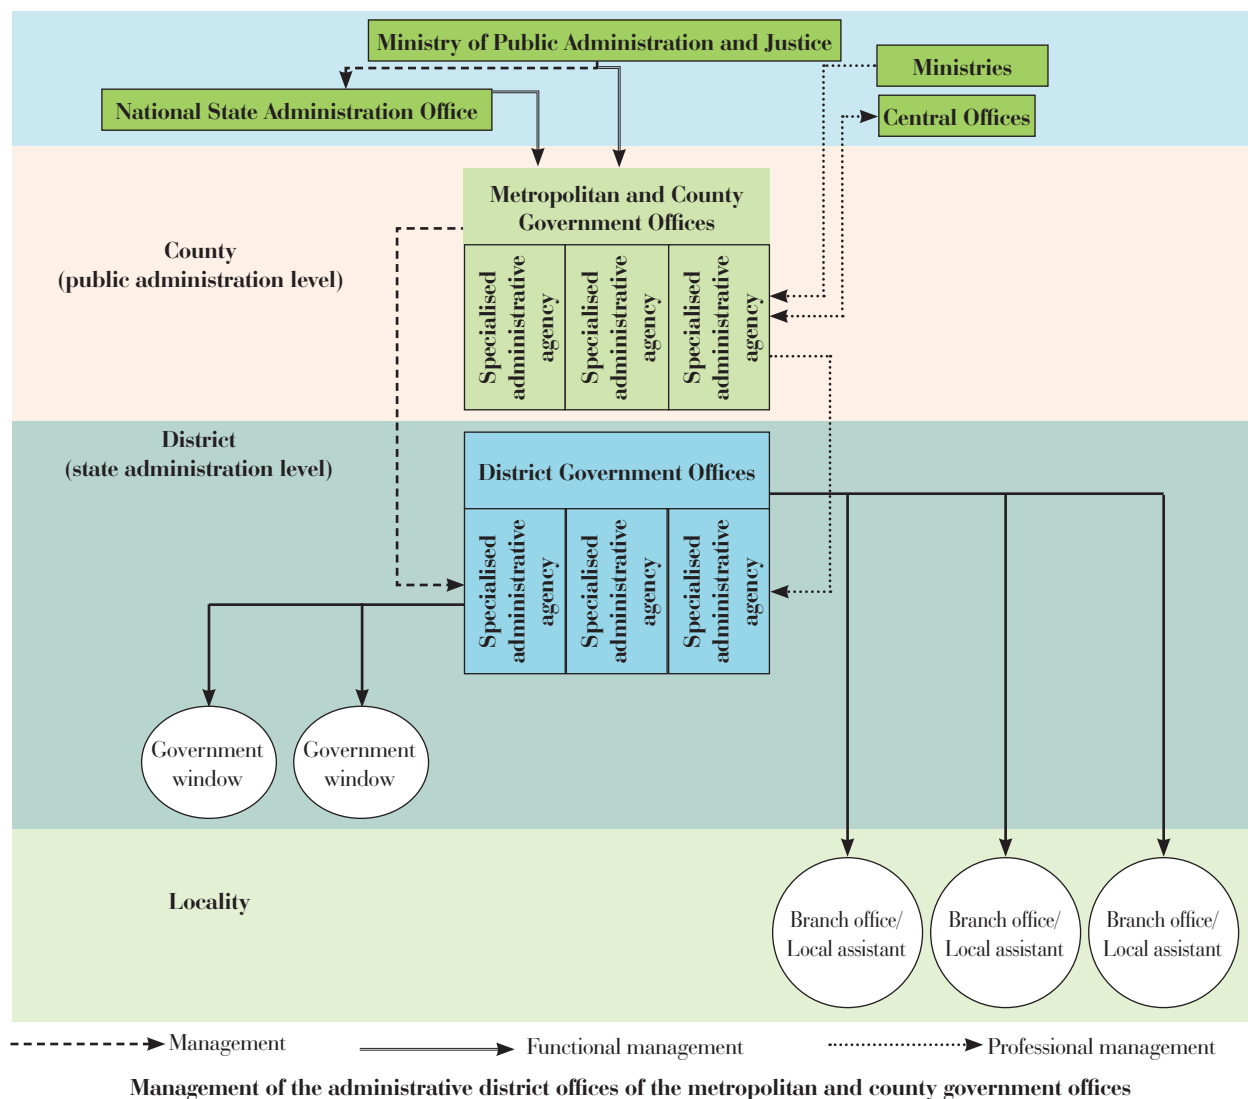 Ministry of Public Administration and Justice
Ministries
National State Administration Office
Central Offices
Metropolitan and County
Government Offices
County
(public administration level)
Specialised
administrative
agency
Specialised
administrative
agency
Specialised
administrative
agency
District
(state administration level)
District Government Offices
Specialised
administrative
agency
Specialised
administrative
agency
Specialised
administrative
agency
Government
window
Government
window
Locality
Branch office/
Local assistant
Branch office/
Local assistant
Branch office/
Local assistant
Management
Functional management
Professional management
Management of the administrative district offices of the metropolitan and county government offices